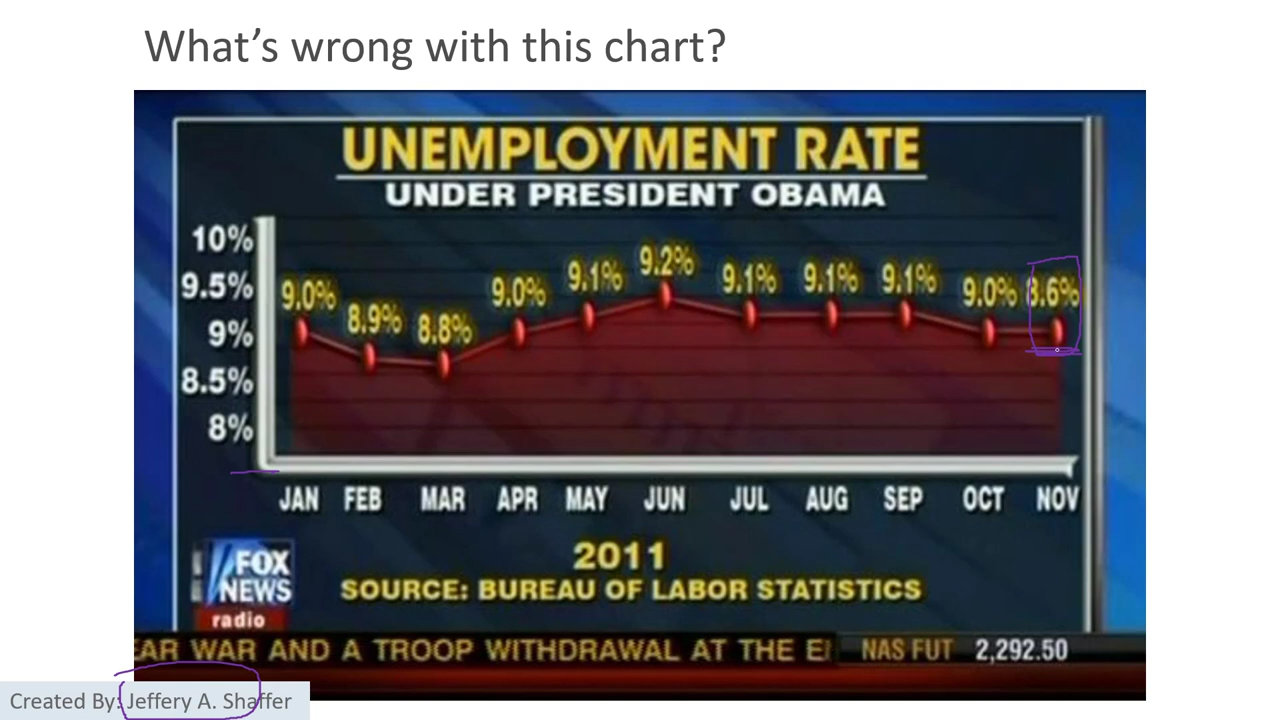 What's wrong with this chart?
UNEMPLOYMENT RATE
UNDER PRESIDENT OBAMA
10%
9.5%
9%
8.5%
8%
9.0%
8.9%
8.8%
9.0%
9.1%
9.2%
9.1%
9.1%
9.1%
9.0%
8.6%
JAN FEB MAR APR MAY JUN JUL AUG SEP OCT NOV
2011
SOURCE: BUREAU OF LABOR STATISTICS
FOX
NEWS
radio
EAR WAR AND A TROOP WITHDRAWAL AT THE
NAS FUT 2,292.50
Created By: Jeffery A. Shaffer